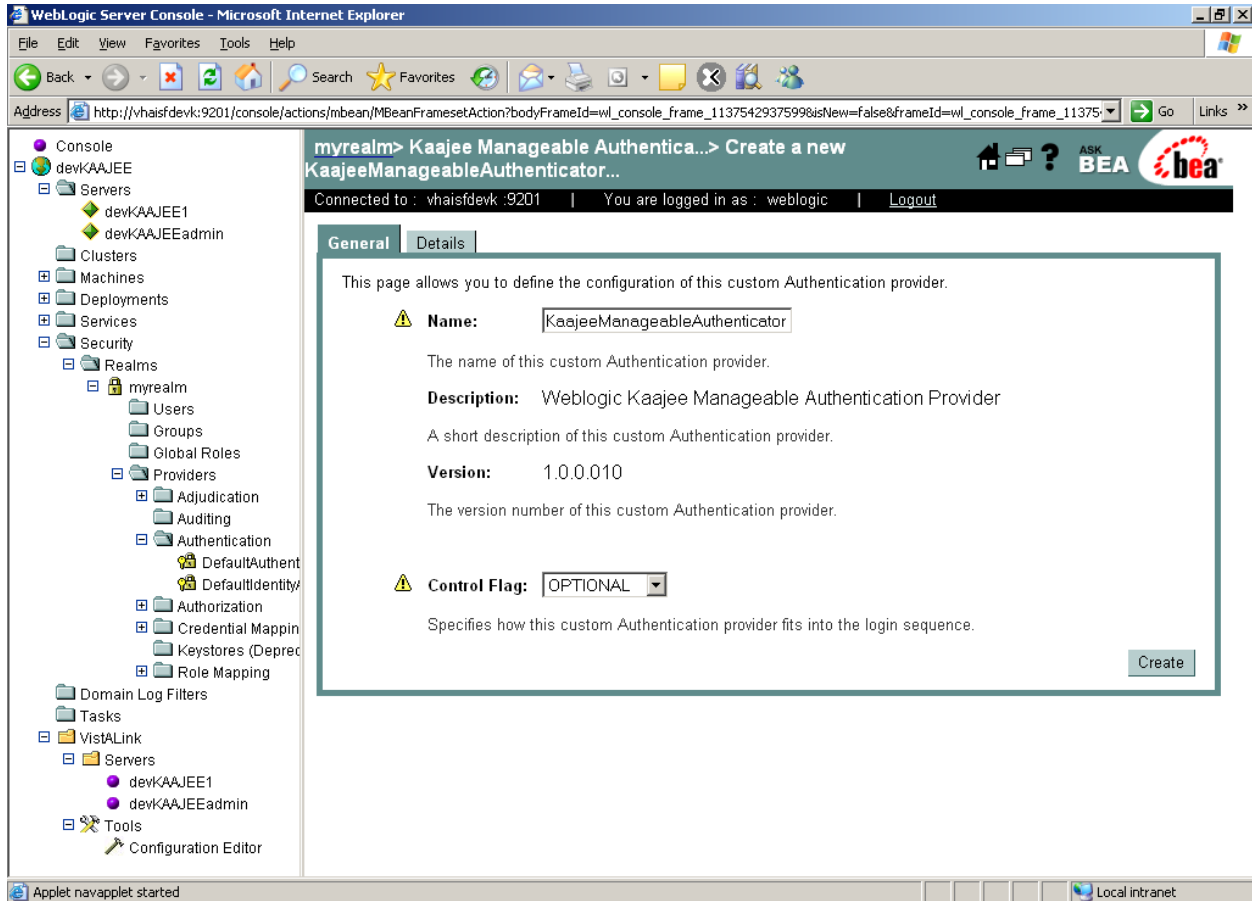 WebLogic Server Console - Microsoft Internet Explorer
File Edit View Favorites Tools Help
Back Search Favorites
Address http://vhaisfdevk:9201/console/actions/mbean/MBeanFramesetAction?bodyFrameId=wl_console_frame_1137542937599&isNew=false&frameId=wl_console_frame_11375 Go Links »
Console
devKAAJEE
Servers
devKAAJEE1
devKAAJEEadmin
Clusters
Machines
Deployments
Services
Security
Realms
myrealm
Users
Groups
Global Roles
Providers
Adjudication
Auditing
Authentication
DefaultAuthent
DefaultIdentityA
Authorization
Credential Mappin
Keystores (Deprec
Role Mapping
Domain Log Filters
Tasks
VistALink
Servers
devKAAJEE1
devKAAJEEadmin
Tools
Configuration Editor
myrealm> Kaajee Manageable Authentica...> Create a new
KaajeeManageableAuthenticator...
? ASK BEA bea
Connected to : vhaisfdevk :9201 | You are logged in as : weblogic | Logout
General Details
This page allows you to define the configuration of this custom Authentication provider.
Name: KaajeeManageableAuthenticator
The name of this custom Authentication provider.
Description: Weblogic Kaajee Manageable Authentication Provider
A short description of this custom Authentication provider.
Version: 1.0.0.010
The version number of this custom Authentication provider.
Control Flag: OPTIONAL
Specifies how this custom Authentication provider fits into the login sequence.
Create
Applet navapplet started Local intranet